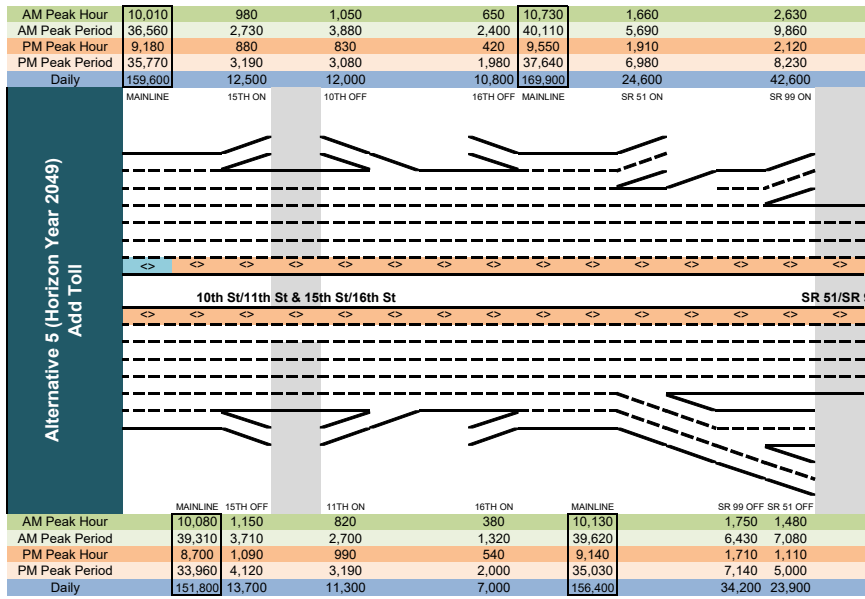 AM Peak Hour 10,010 980 1,050 650 10,730 1,660 2,630
AM Peak Period 36,560 2,730 3,880 2,400 40,110 5,690 9,860
PM Peak Hour 9,180 880 830 420 9,550 1,910 2,120
PM Peak Period 35,770 3,190 3,080 1,980 37,640 6,980 8,230
Daily 159,600 12,500 12,000 10,800 169,900 24,600 42,600
MAINLINE 15TH ON 10TH OFF 16TH OFF MAINLINE SR 51 ON SR 99 ON
Alternative 5 (Horizon Year 2049)
Add Toll
<> <> <> <> <> <> <> <> <> <> <> <> <> <> <>
10th St/11th St & 15th St/16th St SR 51/SR 9
<> <> <> <> <> <> <> <> <> <> <> <> <> <> <>
MAINLINE 15TH OFF 11TH ON 16TH ON MAINLINE SR 99 OFF SR 51 OFF
AM Peak Hour 10,080 1,150 820 380 10,130 1,750 1,480
AM Peak Period 39,310 3,710 2,700 1,320 39,620 6,430 7,080
PM Peak Hour 8,700 1,090 990 540 9,140 1,710 1,110
PM Peak Period 33,960 4,120 3,190 2,000 35,030 7,140 5,000
Daily 151,800 13,700 11,300 7,000 156,400 34,200 23,900